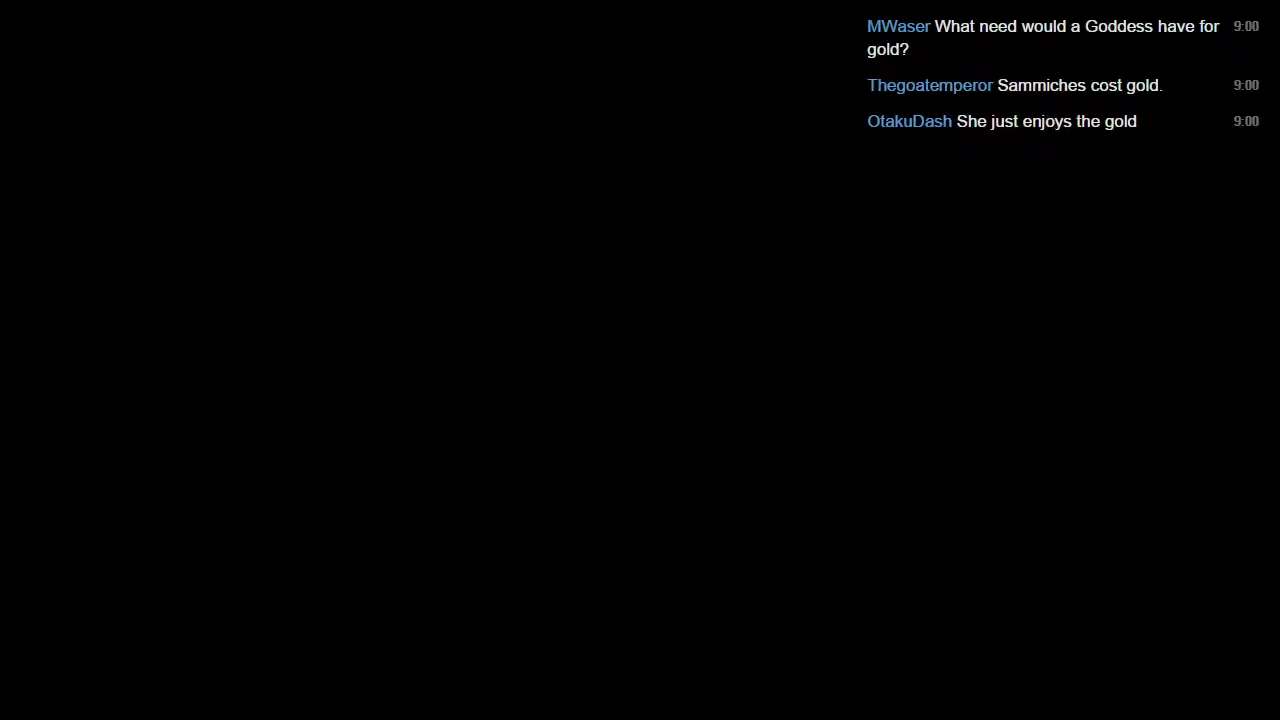 MWaser What need would a Goddess have for 9:00
gold?
Thegoatemperor Sammiches cost gold. 9:00
OtakuDash She just enjoys the gold 9:00